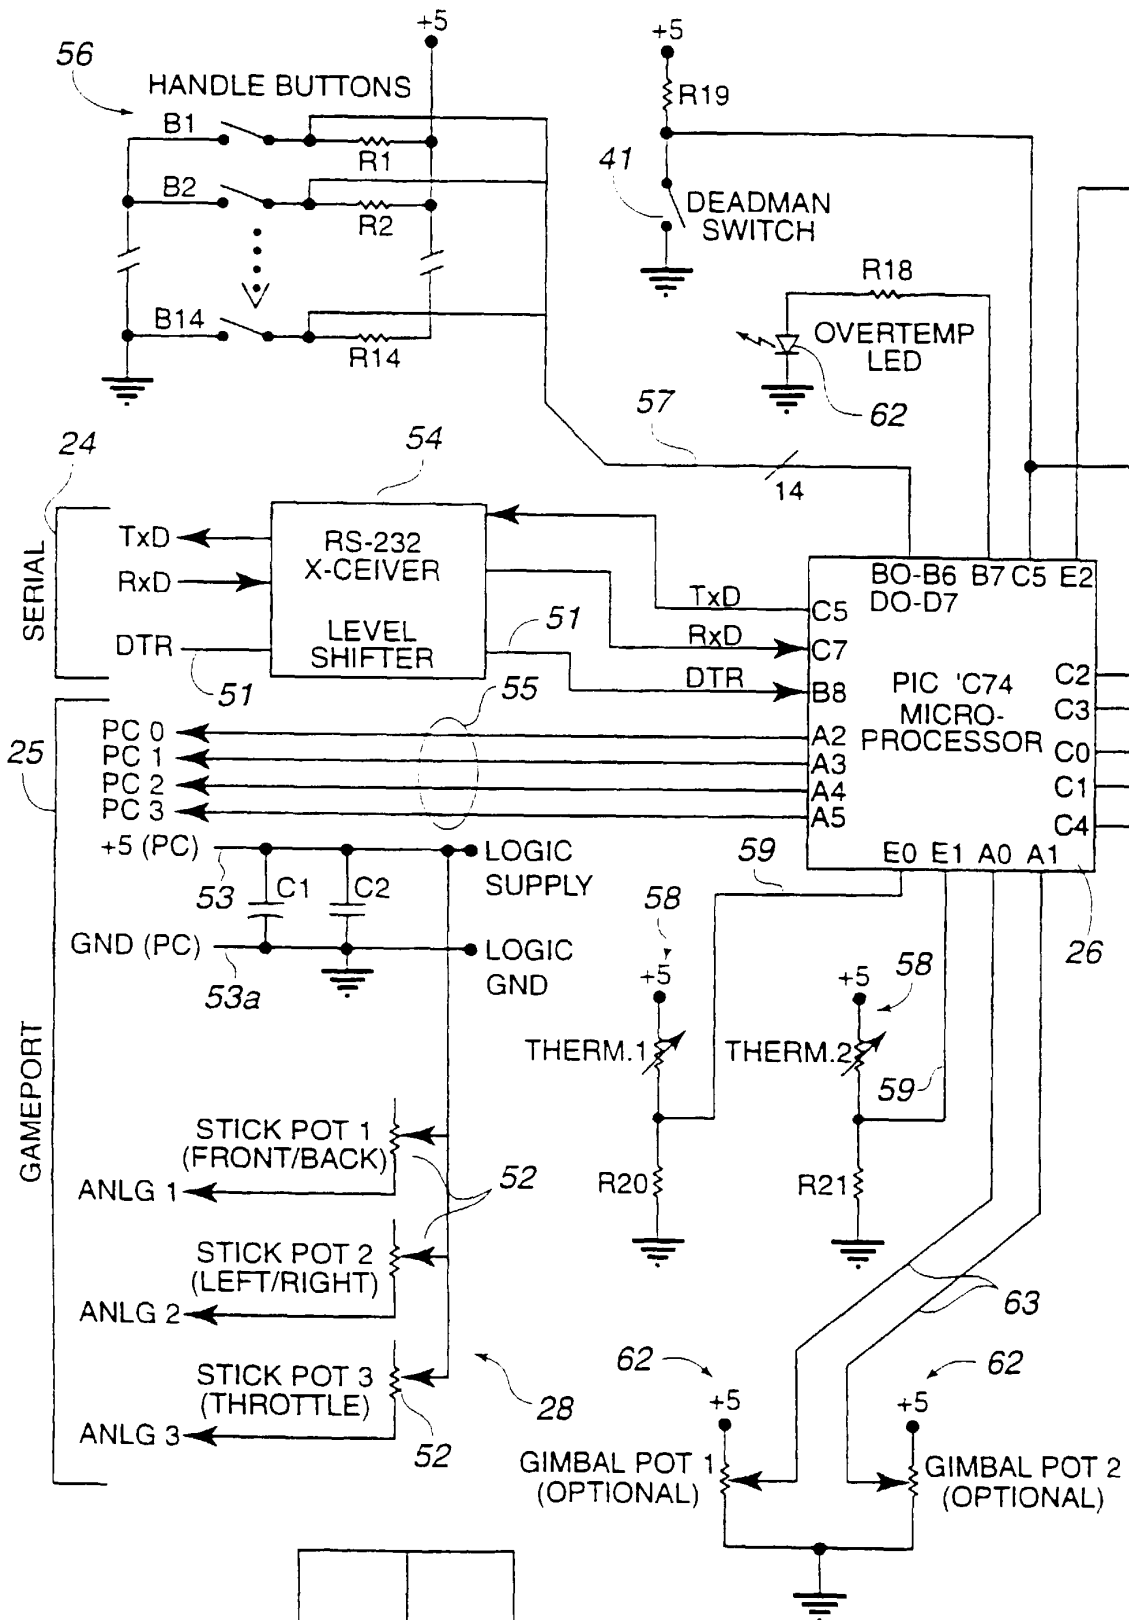 +5
56
HANDLE BUTTONS
B1
R1
B2
R2
B14
R14
+5
R19
41
DEADMAN
SWITCH
R18
OVERTEMP
LED
62
57
14
24
54
SERIAL
TxD
RxD
DTR
51
RS-232
X-CEIVER
LEVEL
SHIFTER
51
55
TxD
RxD
DTR
BO-B6 B7 C5 E2
DO-D7
C5
C7
B8
PIC 'C74
MICRO-
PROCESSOR
C2
C3
C0
C1
C4
A2
A3
A4
A5
E0 E1 A0 A1
26
25
GAMEPORT
PC 0
PC 1
PC 2
PC 3
+5 (PC)
53
C1
C2
LOGIC
SUPPLY
GND (PC)
53a
LOGIC
GND
59
58
+5
THERM.1
R20
58
+5
THERM.2
59
R21
STICK POT 1
(FRONT/BACK)
ANLG 1
52
STICK POT 2
(LEFT/RIGHT)
ANLG 2
STICK POT 3
(THROTTLE)
ANLG 3
52
28
63
62
+5
GIMBAL POT 1
(OPTIONAL)
62
+5
GIMBAL POT 2
(OPTIONAL)